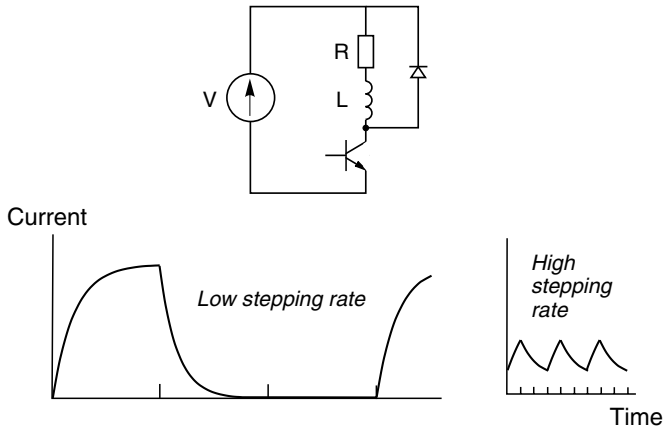 R
V
L
Current
Low stepping rate
High
stepping
rate
Time